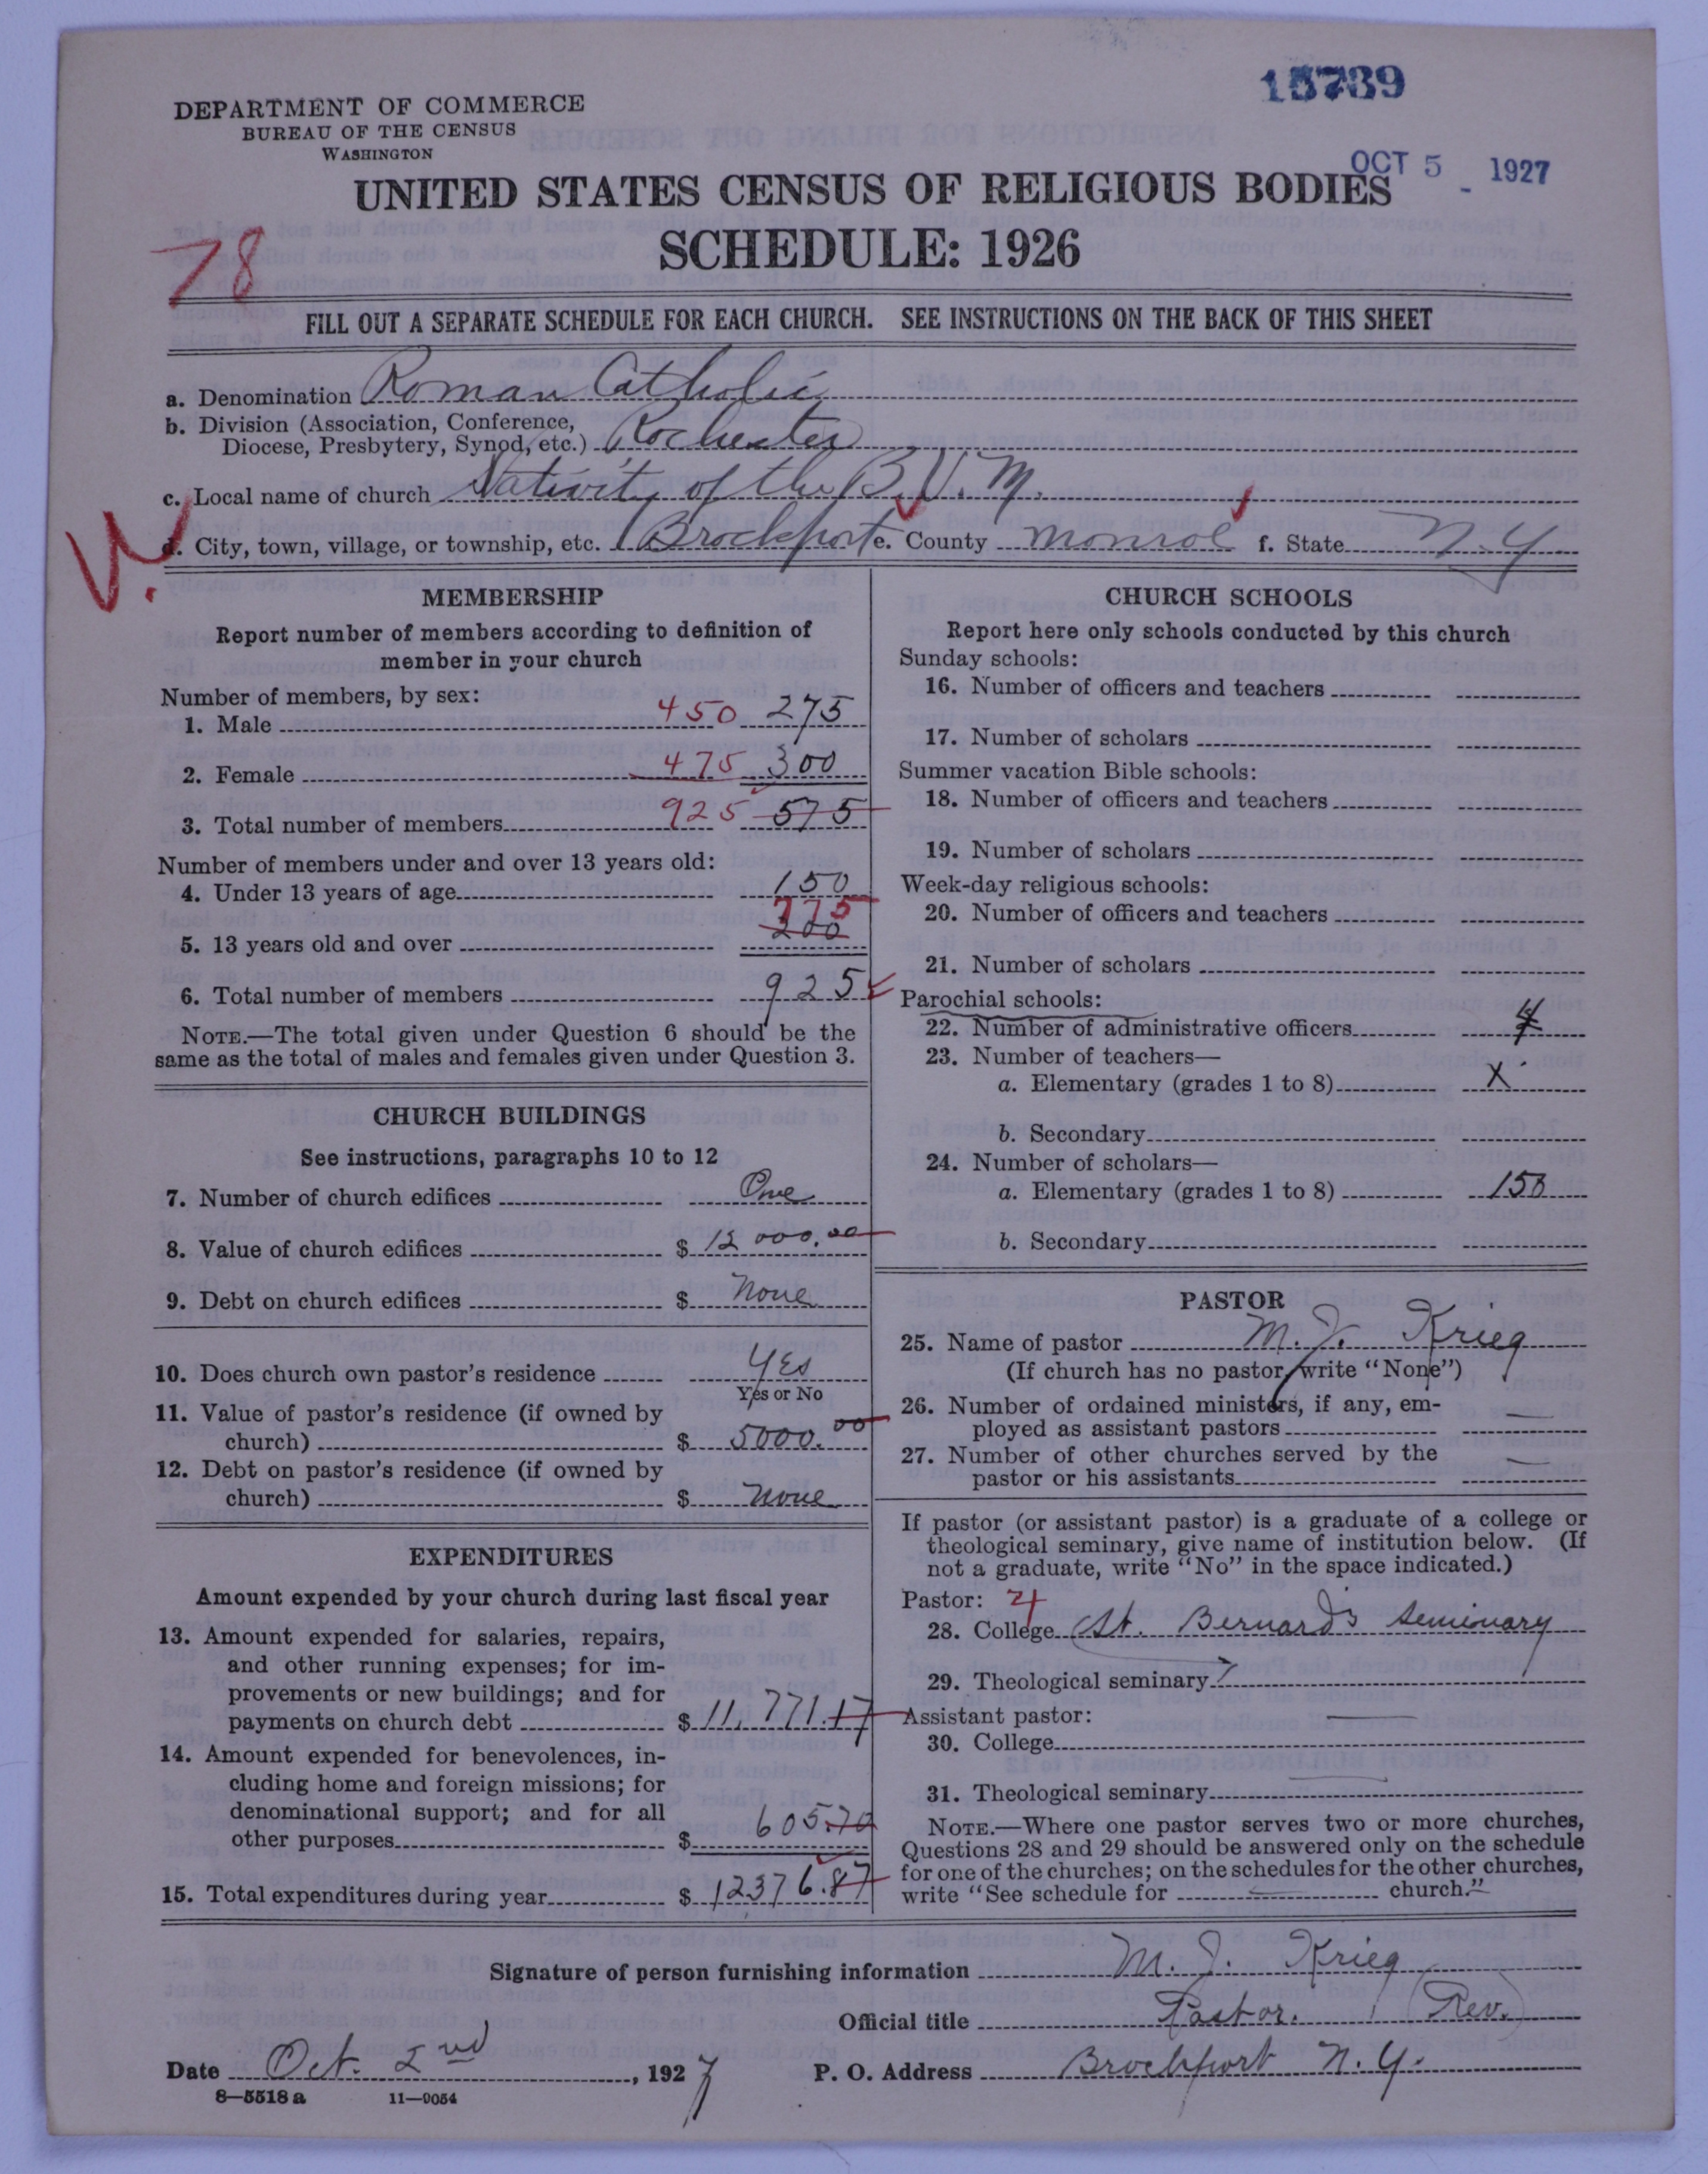 15789
DEPARTMENT OF COMMERCE
BUREAU OF THE CENSUS
WASHINGTON
OCT 5 - 1927
UNITED STATES CENSUS OF RELIGIOUS BODIES
SCHEDULE: 1926
78
FILL OUT A SEPARATE SCHEDULE FOR EACH CHURCH. SEE INSTRUCTIONS ON THE BACK OF THIS SHEET
a. Denomination Roman Catholic
b. Division (Association, Conference,
Diocese, Presbytery, Synod, etc.) Rochester
c. Local name of church Nativity of the B.V.M.
d. City, town, village, or township, etc. Brockport e. County Monroe f. State N.Y.
MEMBERSHIP
Report number of members according to definition of
member in your church
Number of members, by sex:
1. Male 450 275
2. Female 475 300
3. Total number of members 925 575
Number of members under and over 13 years old:
4. Under 13 years of age 150
775
5. 13 years old and over 200
6. Total number of members 925
NOTE.—The total given under Question 6 should be the
same as the total of males and females given under Question 3.
CHURCH BUILDINGS
See instructions, paragraphs 10 to 12
7. Number of church edifices One
8. Value of church edifices $ 12 000.00
9. Debt on church edifices $ None
10. Does church own pastor's residence Yes
Yes or No
11. Value of pastor's residence (if owned by
church) $ 5000.00
12. Debt on pastor's residence (if owned by
church) $ None
EXPENDITURES
Amount expended by your church during last fiscal year
13. Amount expended for salaries, repairs,
and other running expenses; for im-
provements or new buildings; and for
payments on church debt $ 11,771.17
14. Amount expended for benevolences, in-
cluding home and foreign missions; for
denominational support; and for all
other purposes $ 605.70
15. Total expenditures during year $ 12376.87
CHURCH SCHOOLS
Report here only schools conducted by this church
Sunday schools:
16. Number of officers and teachers
17. Number of scholars
Summer vacation Bible schools:
18. Number of officers and teachers
19. Number of scholars
Week-day religious schools:
20. Number of officers and teachers
21. Number of scholars
Parochial schools:
22. Number of administrative officers 4
23. Number of teachers—
a. Elementary (grades 1 to 8) X
b. Secondary
24. Number of scholars—
a. Elementary (grades 1 to 8) 150
b. Secondary
PASTOR
25. Name of pastor M. J. Krieg
(If church has no pastor, write "None")
26. Number of ordained ministers, if any, em-
ployed as assistant pastors —
27. Number of other churches served by the
pastor or his assistants —
If pastor (or assistant pastor) is a graduate of a college or
theological seminary, give name of institution below. (If
not a graduate, write "No" in the space indicated.)
Pastor: 4
28. College St. Bernard's Seminary
29. Theological seminary
Assistant pastor: —
30. College
31. Theological seminary —
NOTE.—Where one pastor serves two or more churches,
Questions 28 and 29 should be answered only on the schedule
for one of the churches; on the schedules for the other churches,
write "See schedule for — church."
Signature of person furnishing information M. J. Krieg
Official title Pastor. (Rev.)
Date Oct. 2nd, 1927 P. O. Address Brockport N.Y.
8—5518 a 11—9054